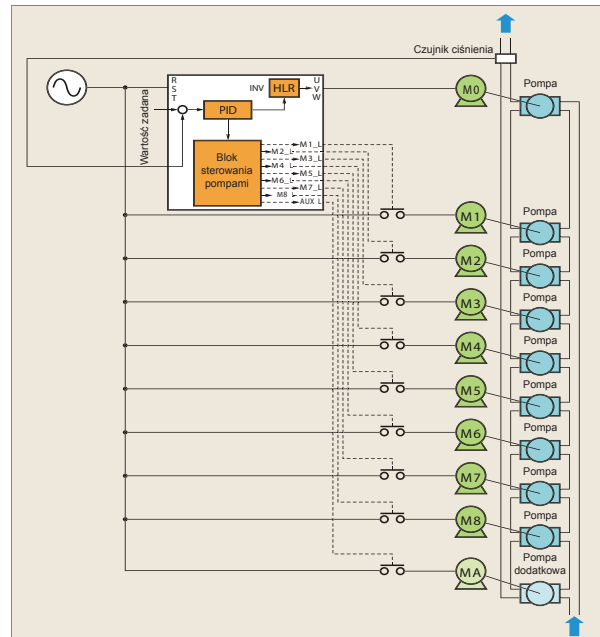 Czujnik ciśnienia
R
S
T
Wartość zadana
PID
INV
HLR
U
V
W
Blok
sterowania
pompami
M1_L
M2_L
M3_L
M4_L
M5_L
M6_L
M7_L
M8
AUX L
M0
Pompa
M1
Pompa
M2
Pompa
M3
Pompa
M4
Pompa
M5
Pompa
M6
Pompa
M7
Pompa
M8
Pompa
MA
Pompa
dodatkowa